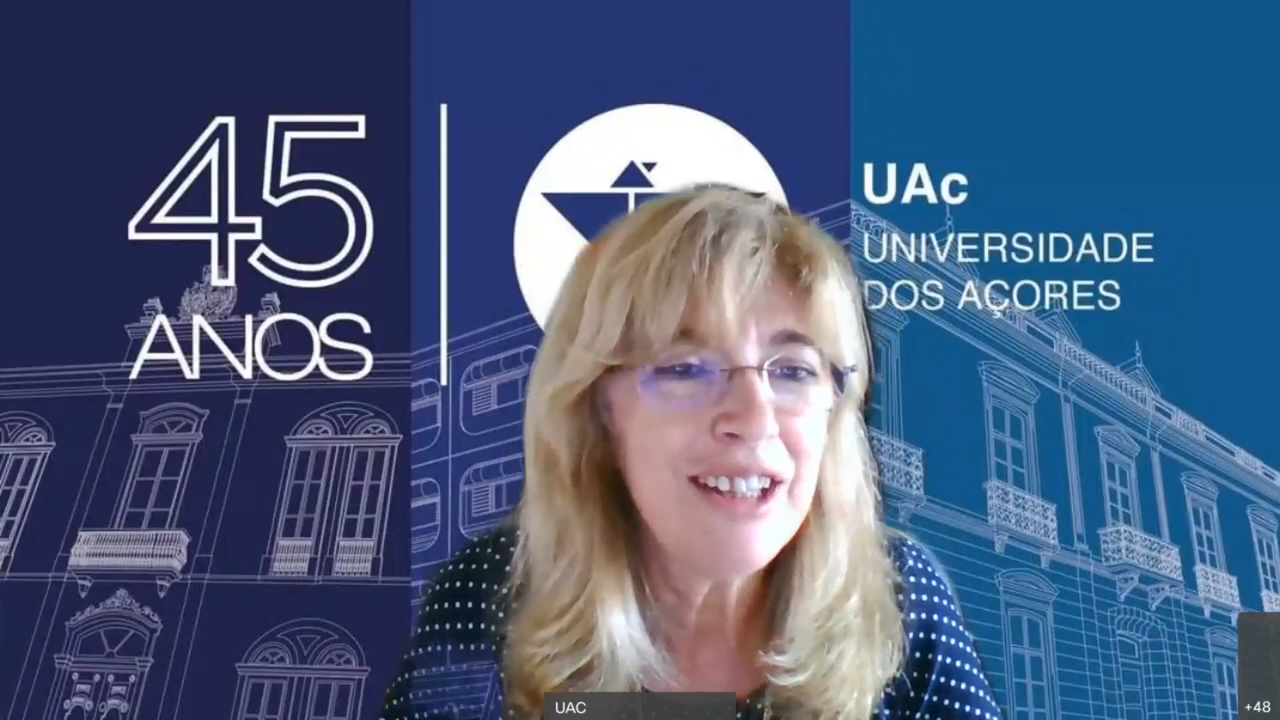 45
ANOS
UAc
UNIVERSIDADE
DOS AÇORES
UAC
+48